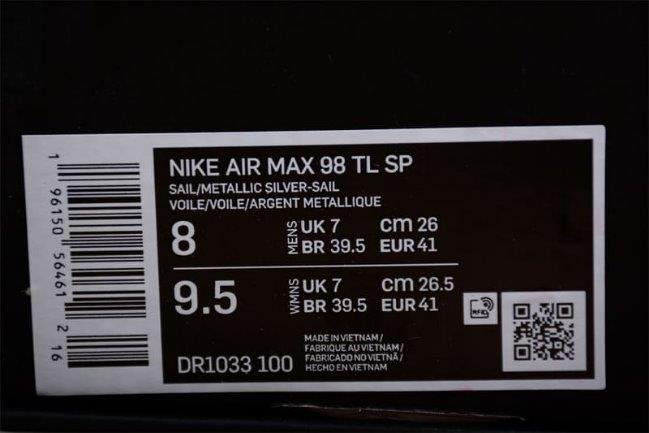 NIKE AIR MAX 98 TL SP
SAIL/METALLIC SILVER-SAIL
VOILE/VOILE/ARGENT METALLIQUE
8 MENS UK 7 cm 26
BR 39.5 EUR 41
9.5 WMNS UK 7 cm 26.5
BR 39.5 EUR 41
RFID
DR1033 100
MADE IN VIETNAM/
FABRIQUE AU VIETNAM/
FABRICADO NO VIETNÃ/
HECHO EN VIETNAM
1 96150 56461 2 16